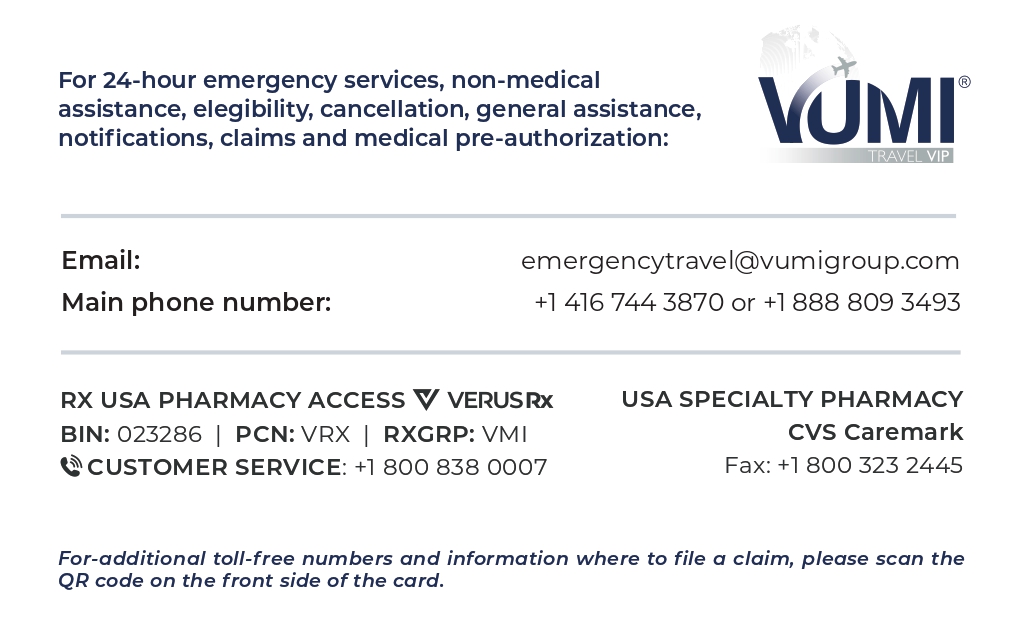 For 24-hour emergency services, non-medical
assistance, elegibility, cancellation, general assistance,
notifications, claims and medical pre-authorization:
VUMI®
TRAVEL VIP
Email: emergencytravel@vumigroup.com
Main phone number: +1 416 744 3870 or +1 888 809 3493
RX USA PHARMACY ACCESS VERUSRx
BIN: 023286 | PCN: VRX | RXGRP: VMI
CUSTOMER SERVICE: +1 800 838 0007
USA SPECIALTY PHARMACY
CVS Caremark
Fax: +1 800 323 2445
For-additional toll-free numbers and information where to file a claim, please scan the
QR code on the front side of the card.